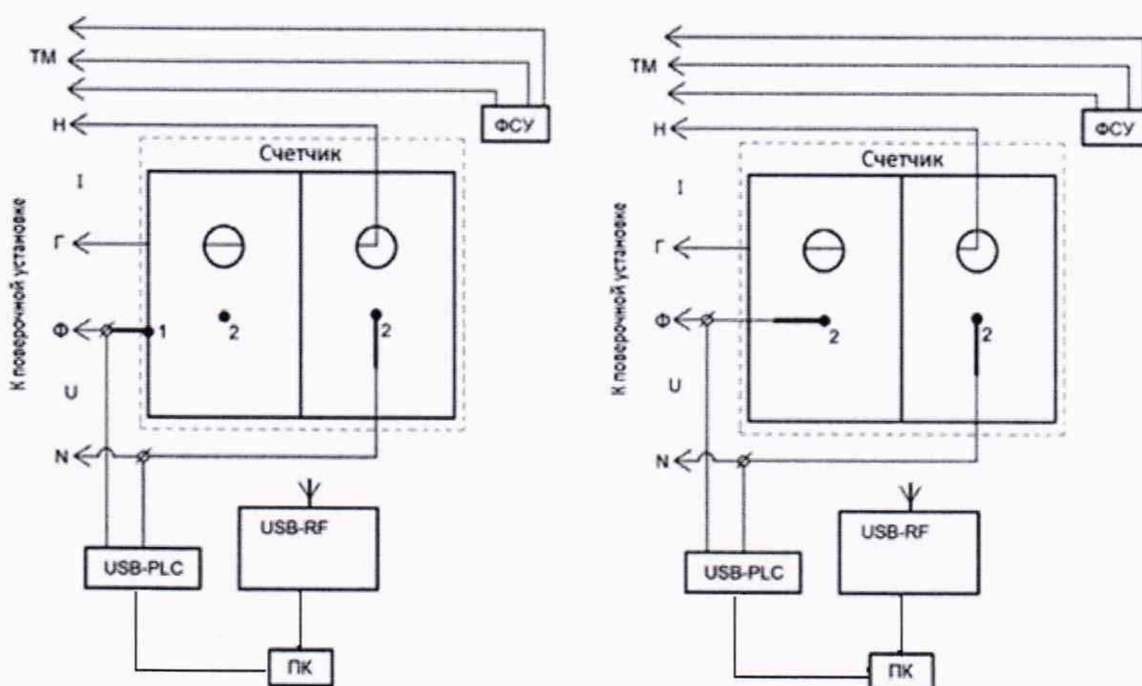 ТМ
ФСУ
Н
Счетчик
I
Г
Ф
1
2
2
U
N
К поверочной установке
USB-RF
USB-PLC
ПК
ТМ
ФСУ
Н
Счетчик
I
Г
Ф
2
2
U
N
К поверочной установке
USB-RF
USB-PLC
ПК